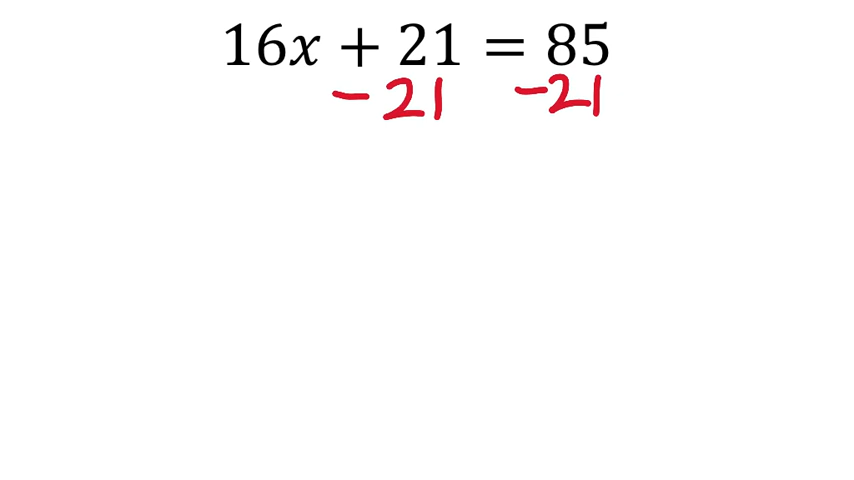 16x + 21 = 85
-21 -21